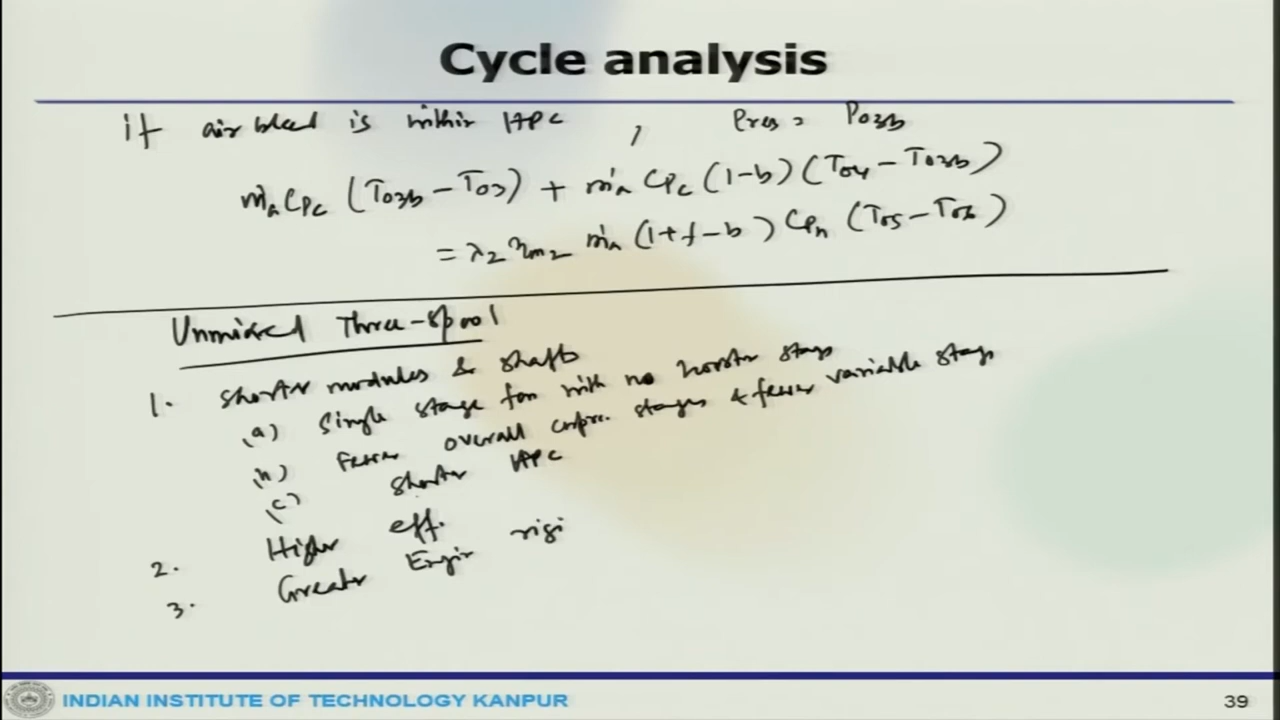 Cycle analysis
if air bleed is within HPC , Pres = P03b
ṁa Cpc (T03b − T03) + ṁa Cpc (1−b) (T04 − T03b)
= λ2 ηm2 ṁa (1+f−b) Cph (T05 − T06)
Unmixed Three-spool
1. Shorter modules & shafts
(a) Single stage fan with no booster stage
(b) Fewer overall compr. stages & fewer variable stage
(c) Shorter HPC
2. Higher eff.
3. Greater Engin rigi
INDIAN INSTITUTE OF TECHNOLOGY KANPUR
39